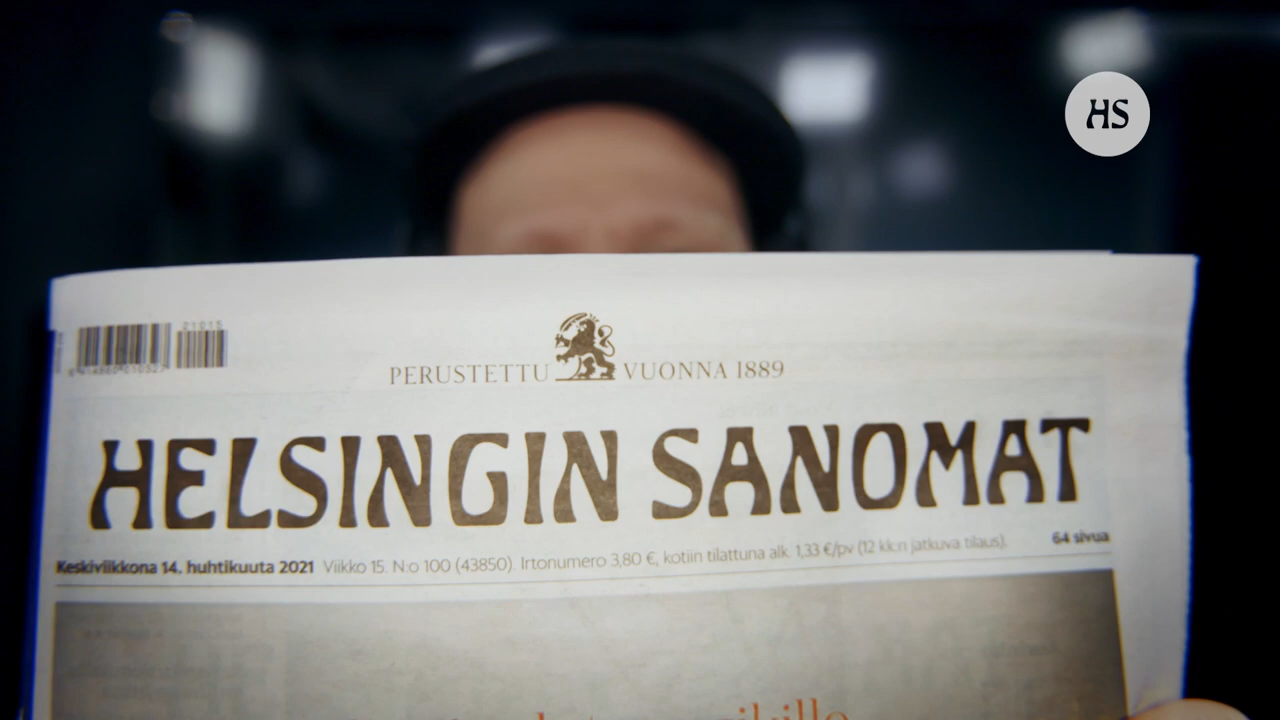 HS
21015
PERUSTETTU VUONNA 1889
HELSINGIN SANOMAT
Keskiviikkona 14. huhtikuuta 2021 Viikko 15. N:o 100 (43850). Irtonumero 3,80 €, kotiin tilattuna alk. 1,33 €/pv (12 kk:n jatkuva tilaus). 64 sivua